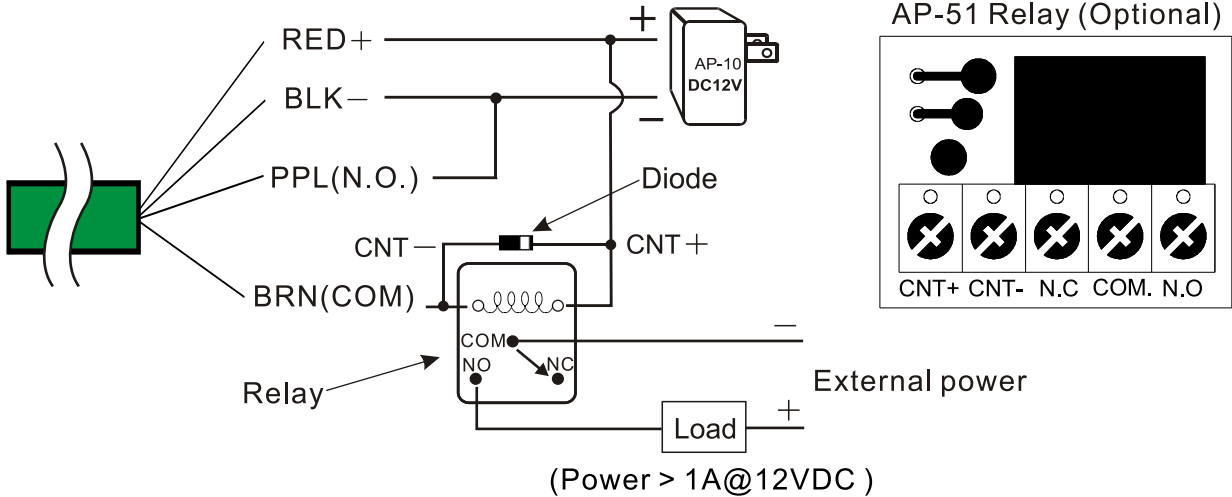 AP-51 Relay (Optional)
RED+
+
AP-10
DC12V
BLK−
−
PPL(N.O.)
Diode
CNT−
CNT+
BRN(COM)
CNT+ CNT- N.C COM. N.O
COM
−
NO
NC
External power
Relay
Load
+
(Power > 1A@12VDC )